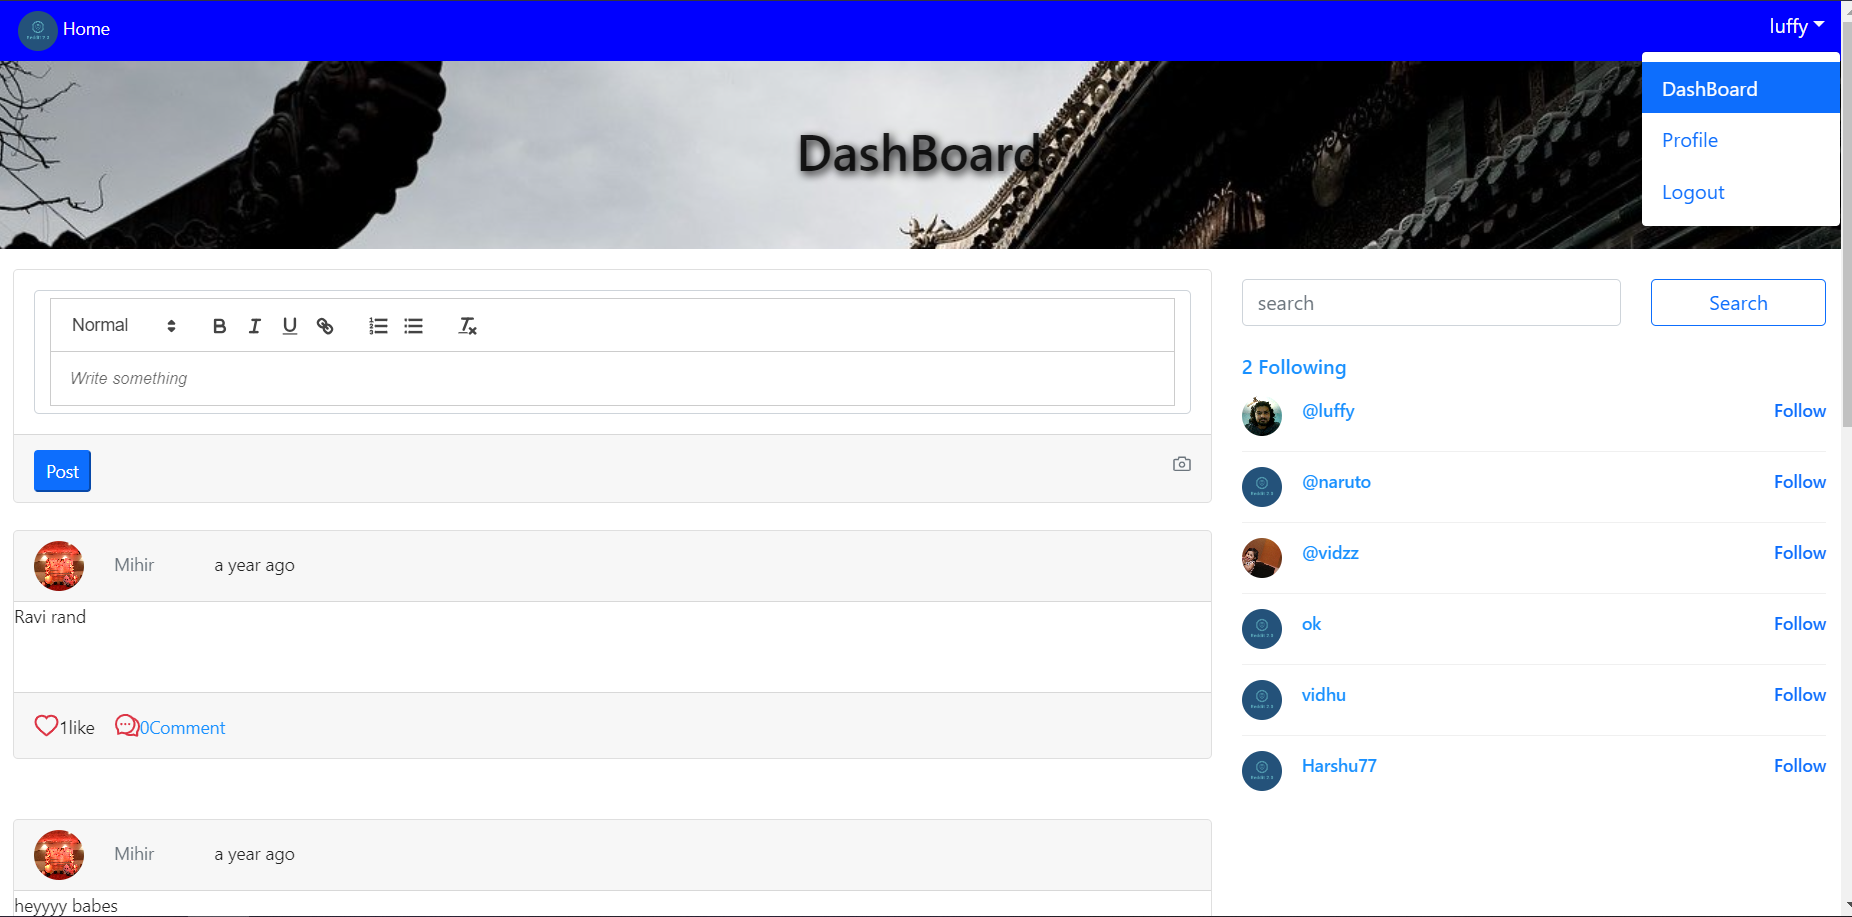 Home
luffy
DashBoard
Profile
Logout
DashBoard
Normal
Write something
Post
search
Search
2 Following
@luffy Follow
@naruto Follow
@vidzz Follow
ok Follow
vidhu Follow
Harshu77 Follow
Mihir a year ago
Ravi rand
1like 0Comment
Mihir a year ago
heyyyy babes